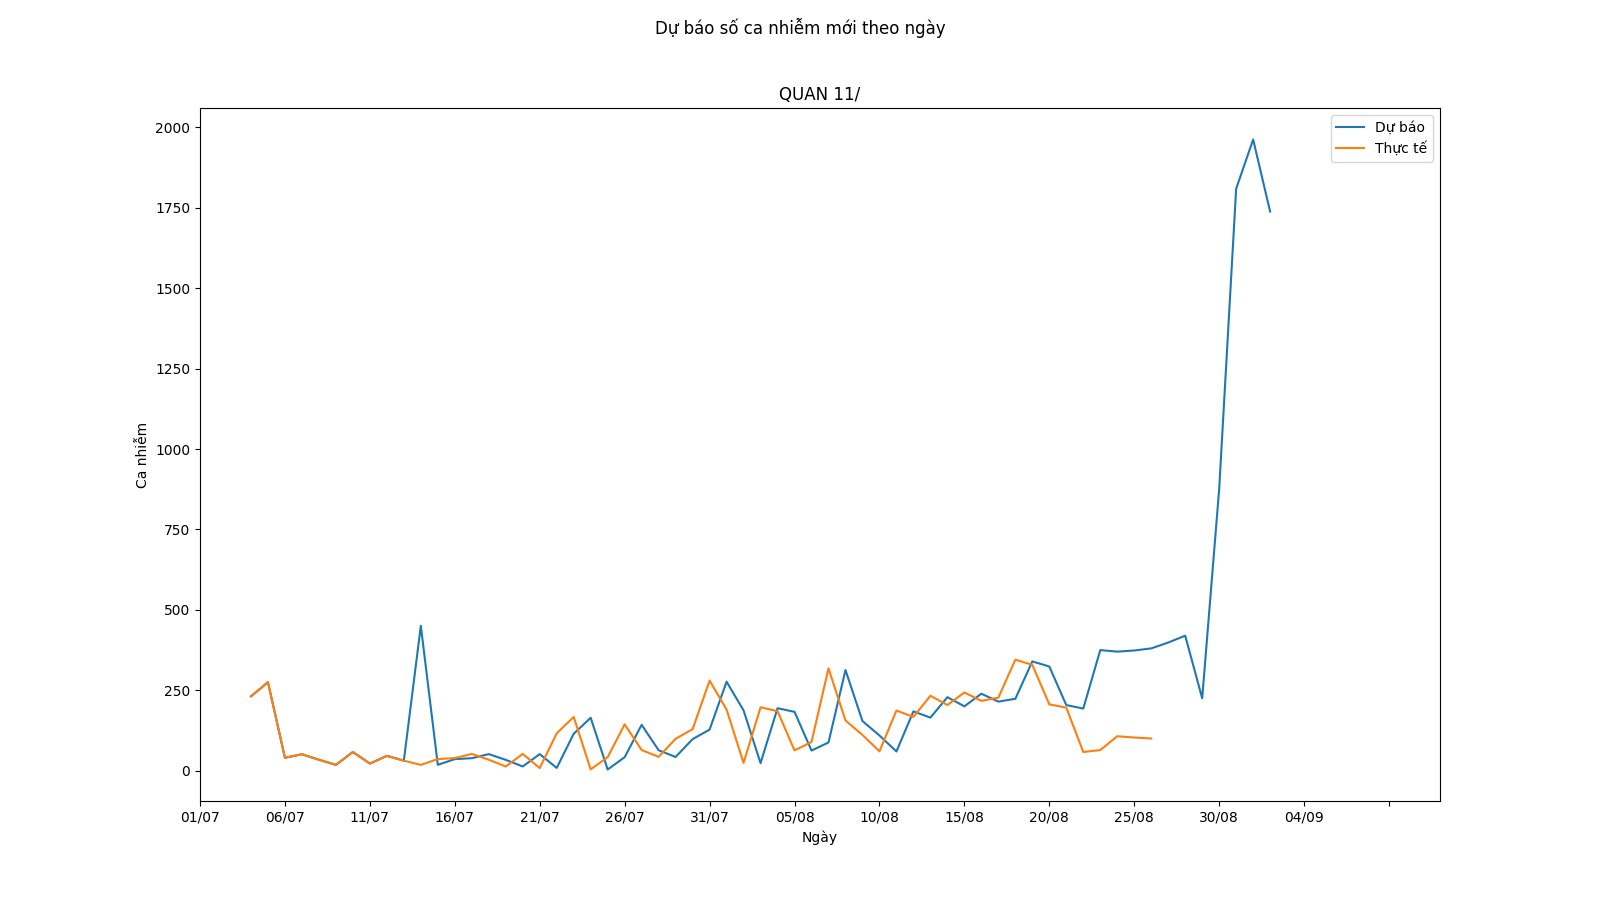 Dự báo số ca nhiễm mới theo ngày
QUAN 11/
Dự báo
Thực tế
Ca nhiễm
2000
1750
1500
1250
1000
750
500
250
0
01/07 06/07 11/07 16/07 21/07 26/07 31/07 05/08 10/08 15/08 20/08 25/08 30/08 04/09
Ngày